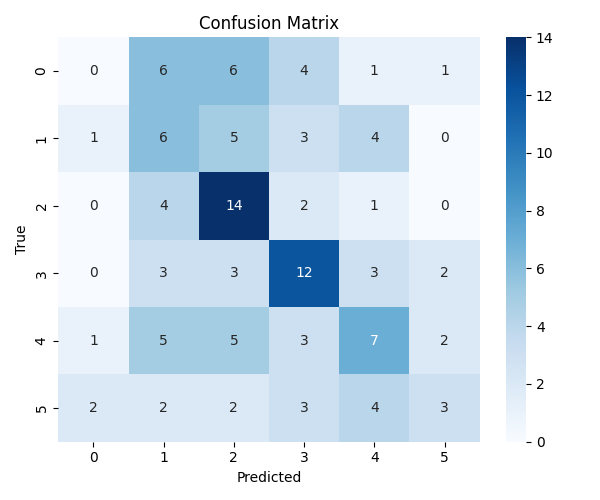 Confusion Matrix
0 0 6 6 4 1 1
1 1 6 5 3 4 0
2 0 4 14 2 1 0
3 0 3 3 12 3 2
4 1 5 5 3 7 2
5 2 2 2 3 4 3
0 1 2 3 4 5
True
Predicted
14
12
10
8
6
4
2
0